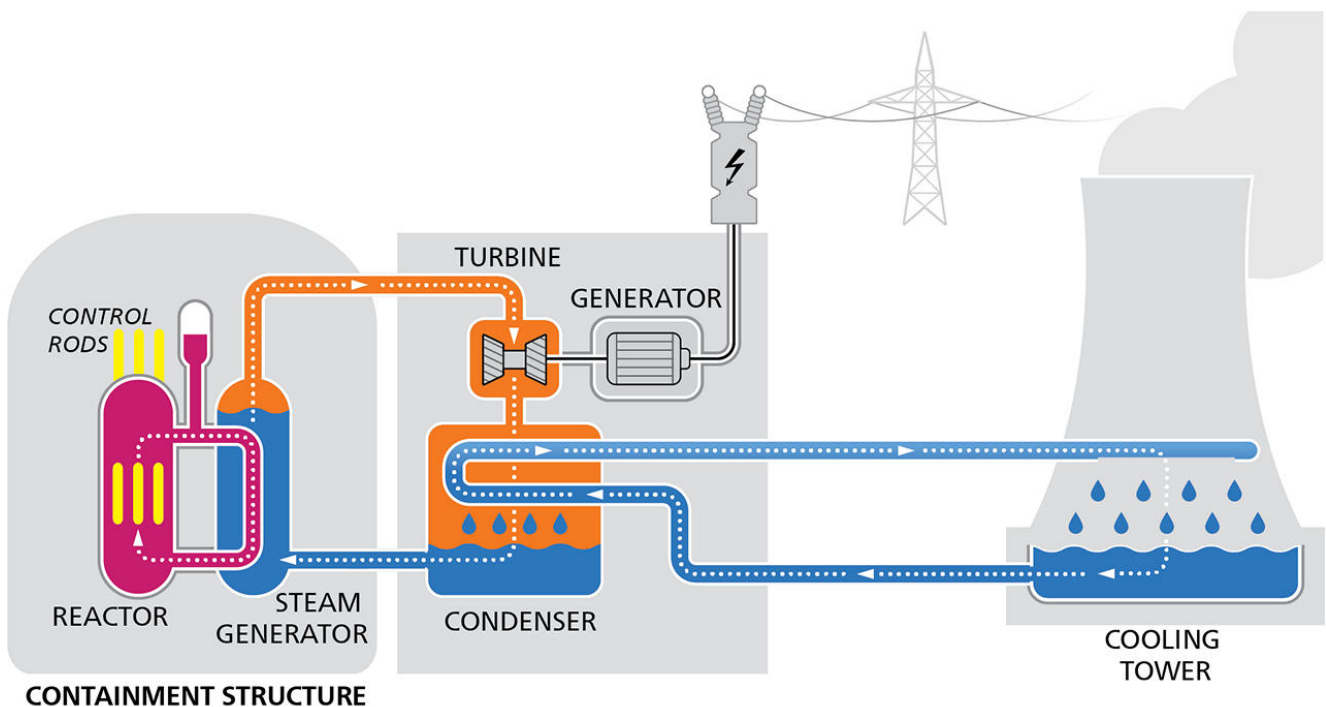 TURBINE
GENERATOR
CONTROL
RODS
REACTOR
STEAM
GENERATOR
CONDENSER
COOLING
TOWER
CONTAINMENT STRUCTURE